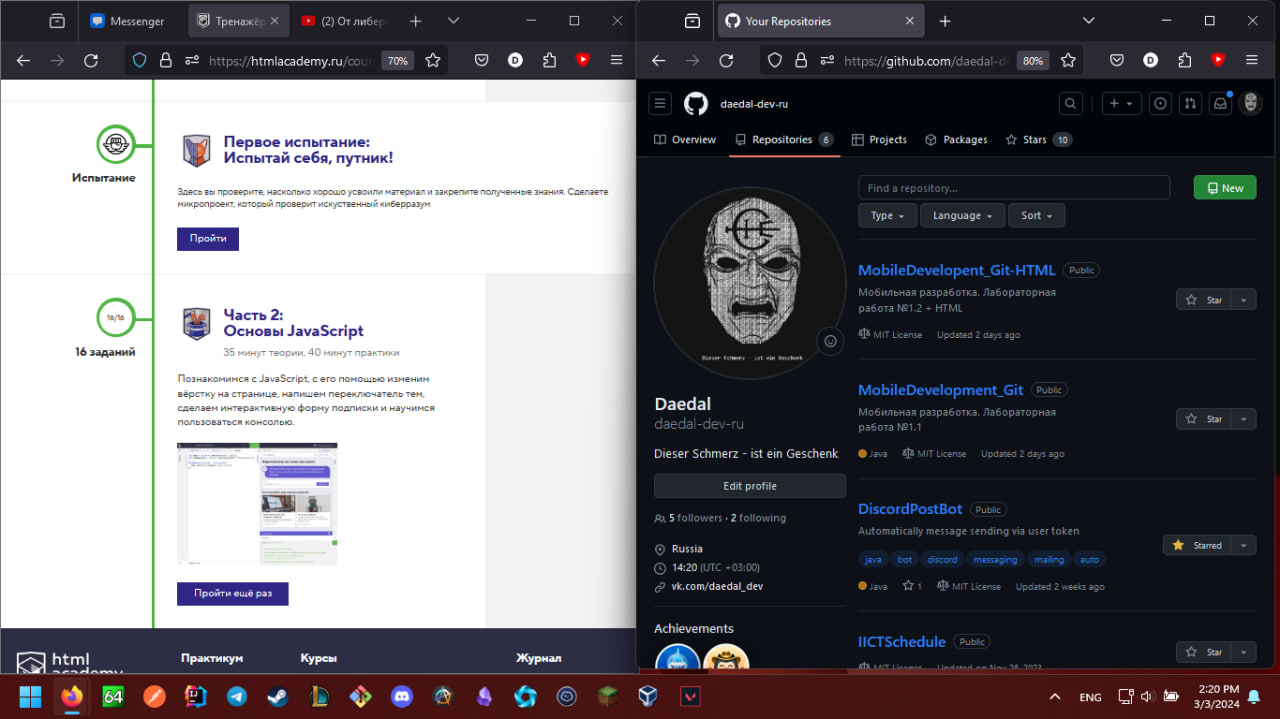 Messenger
Тренажёр
(2) От либер
https://htmlacademy.ru/cour
70%
Первое испытание:
Испытай себя, путник!
Испытание
Здесь вы проверите, насколько хорошо усвоили материал и закрепите полученные знания. Сделаете
микропроект, который проверит искуственный киберразум
Пройти
16/16
16 заданий
Часть 2:
Основы JavaScript
35 минут теории, 40 минут практики
Познакомимся с JavaScript, с его помощью изменим
вёрстку на странице, напишем переключатель тем,
сделаем интерактивную форму подписки и научимся
пользоваться консолью.
Пройти ещё раз
html
academy
Практикум
Курсы
Журнал
Your Repositories
https://github.com/daedal-de
80%
daedal-dev-ru
Overview
Repositories 6
Projects
Packages
Stars 10
Dieser Schmerz - ist ein Geschenk
Daedal
daedal-dev-ru
Dieser Schmerz - ist ein Geschenk
Edit profile
5 followers · 2 following
Russia
14:20 (UTC +03:00)
vk.com/daedal_dev
Achievements
Find a repository...
New
Type
Language
Sort
MobileDevelopent_Git-HTML Public
Мобильная разработка. Лабораторная
работа №1.2 + HTML
Star
MIT License Updated 2 days ago
MobileDevelopment_Git Public
Мобильная разработка. Лабораторная
работа №1.1
Star
Java MIT License Updated 2 days ago
DiscordPostBot Public
Automatically message sending via user token
Starred
java bot discord messaging mailing auto
Java 1 MIT License Updated 2 weeks ago
IICTSchedule Public
Star
MIT License Updated on Nov 26, 2023
64
ENG
2:20 PM
3/3/2024